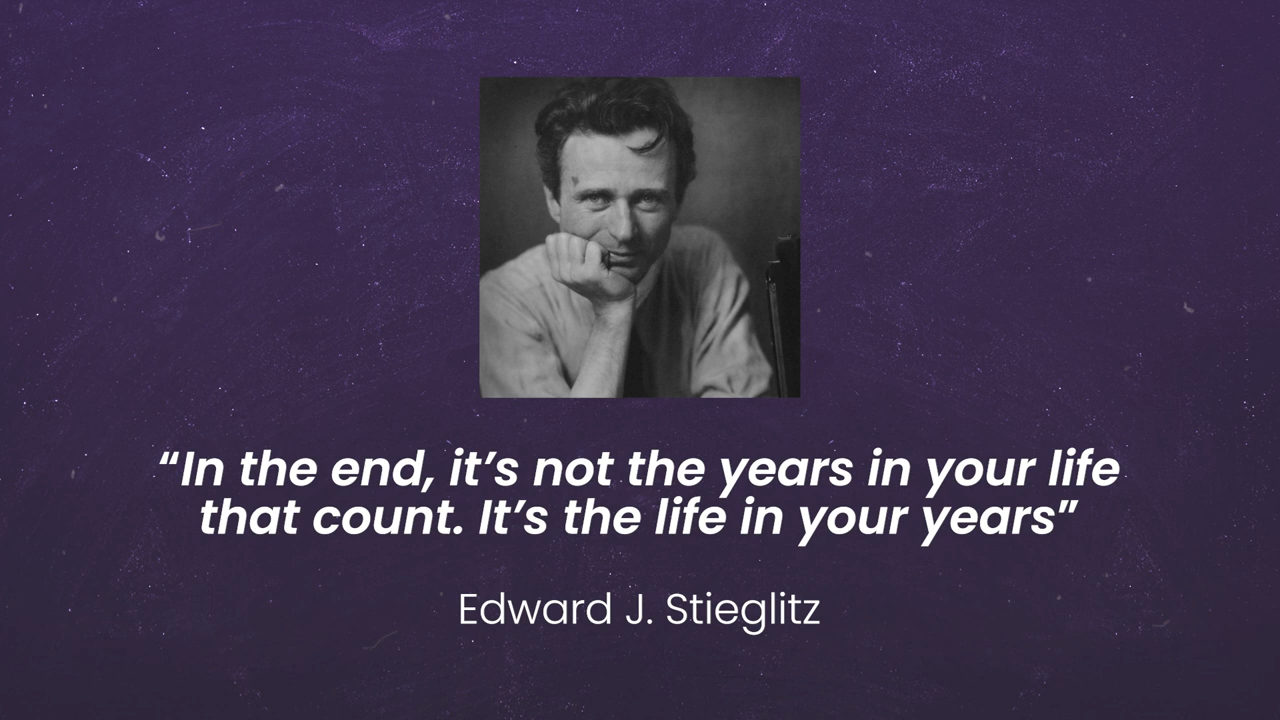 “In the end, it’s not the years in your life
that count. It’s the life in your years”
Edward J. Stieglitz